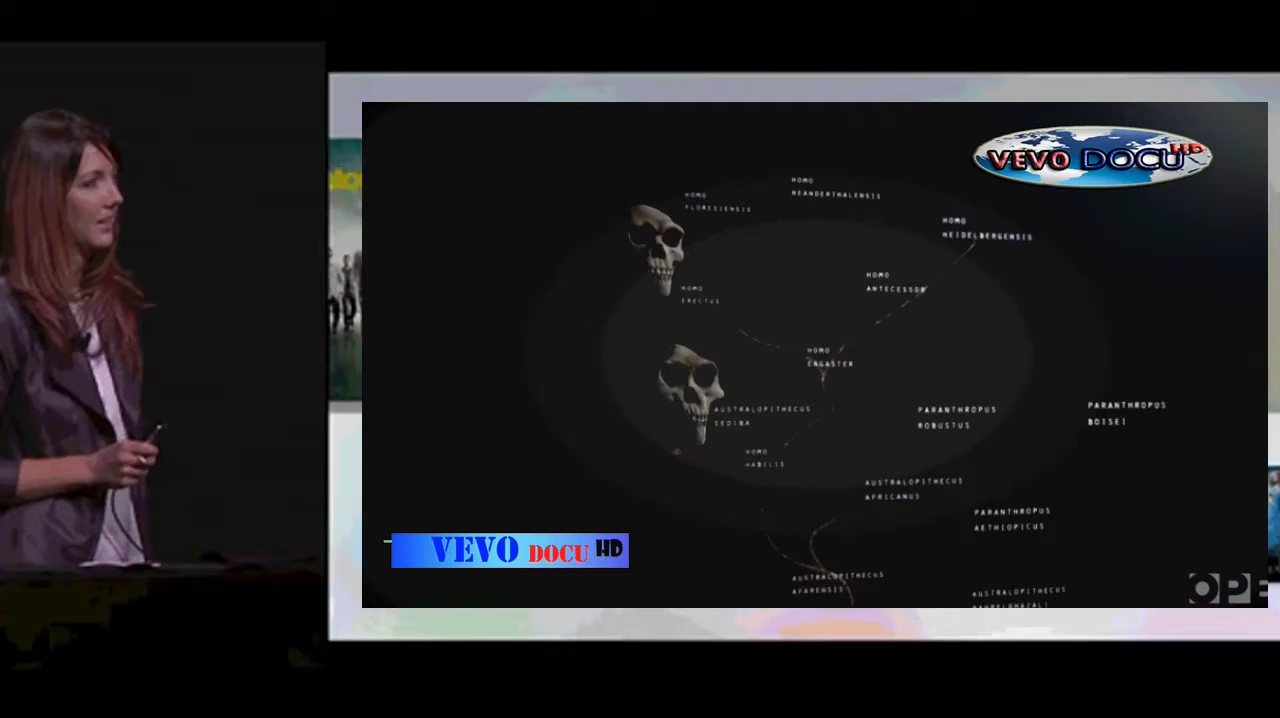 VEVO DOCU HD
HOMO
NEANDERTHALENSIS
HOMO
FLORESIENSIS
HOMO
HEIDELBERGENSIS
HOMO
ANTECESSOR
HOMO
ERECTUS
HOMO
ERGASTER
AUSTRALOPITHECUS
SEDIBA
PARANTHROPUS
ROBUSTUS
PARANTHROPUS
BOISEI
HOMO
HABILIS
AUSTRALOPITHECUS
AFRICANUS
PARANTHROPUS
AETHIOPICUS
VEVO DOCU HD
AUSTRALOPITHECUS
AFARENSIS
AUSTRALOPITHECUS
OPE